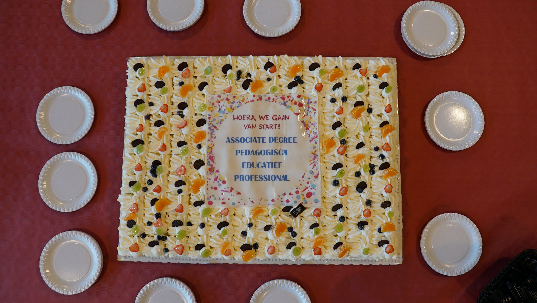 HOERA, WE GAAN
VAN START!
ASSOCIATE DEGREE
PEDAGOGISCH
EDUCATIEF
PROFESSIONAL